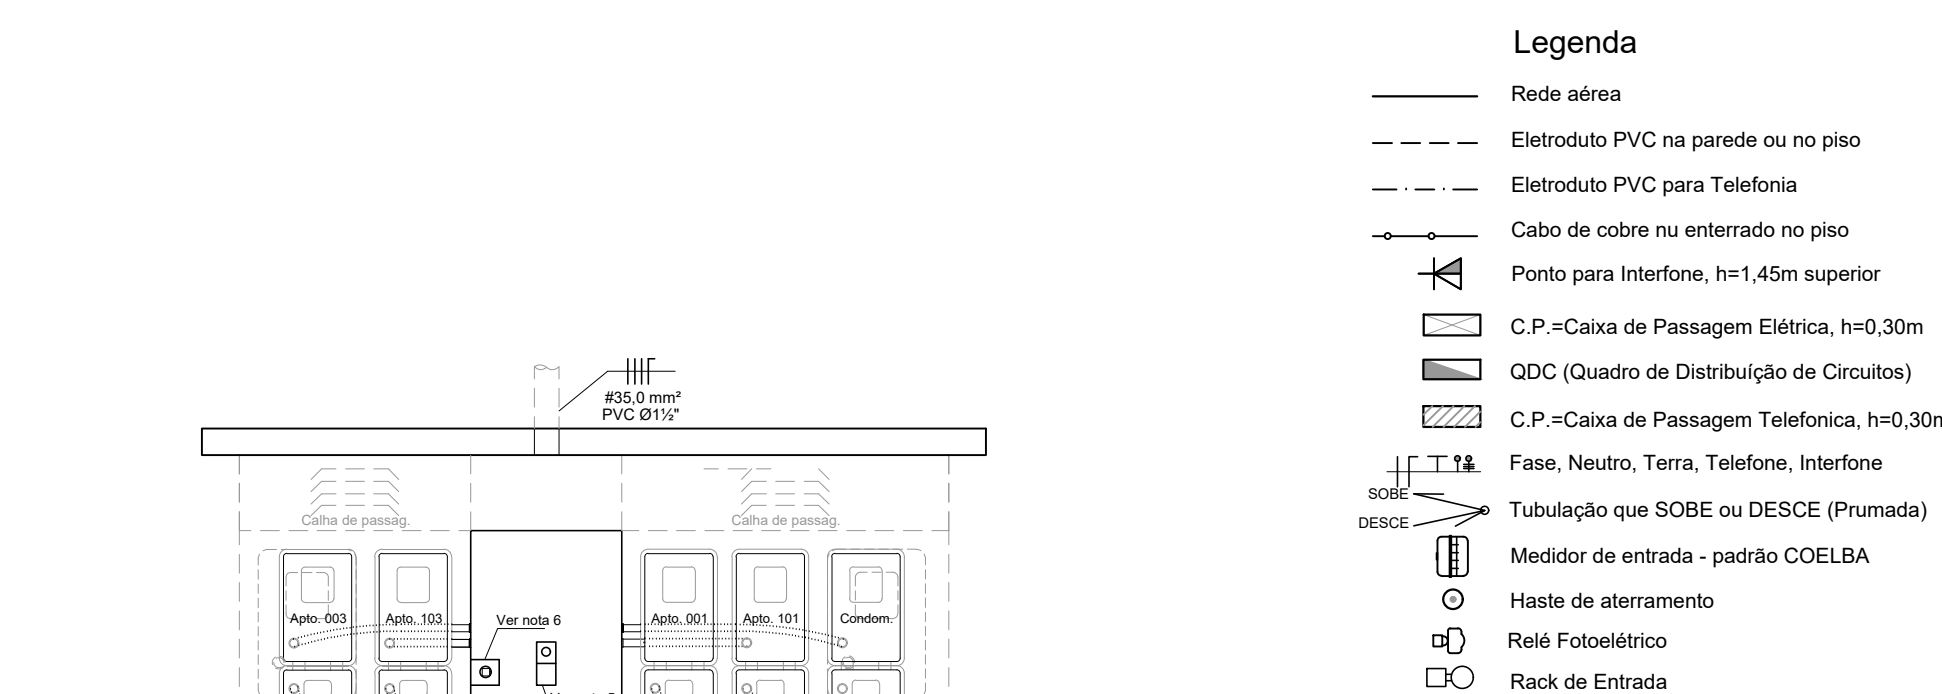 Legenda
Rede aérea
Eletroduto PVC na parede ou no piso
Eletroduto PVC para Telefonia
Cabo de cobre nu enterrado no piso
Ponto para Interfone, h=1,45m superior
C.P.=Caixa de Passagem Elétrica, h=0,30m
QDC (Quadro de Distribuíção de Circuitos)
C.P.=Caixa de Passagem Telefonica, h=0,30m
Fase, Neutro, Terra, Telefone, Interfone
SOBE
DESCE
Tubulação que SOBE ou DESCE (Prumada)
Medidor de entrada - padrão COELBA
Haste de aterramento
Relé Fotoelétrico
Rack de Entrada
#35,0 mm²
PVC Ø1½"
Calha de passag.
Calha de passag.
Apto. 003
Apto. 103
Ver nota 6
Apto. 001
Apto. 101
Condom.